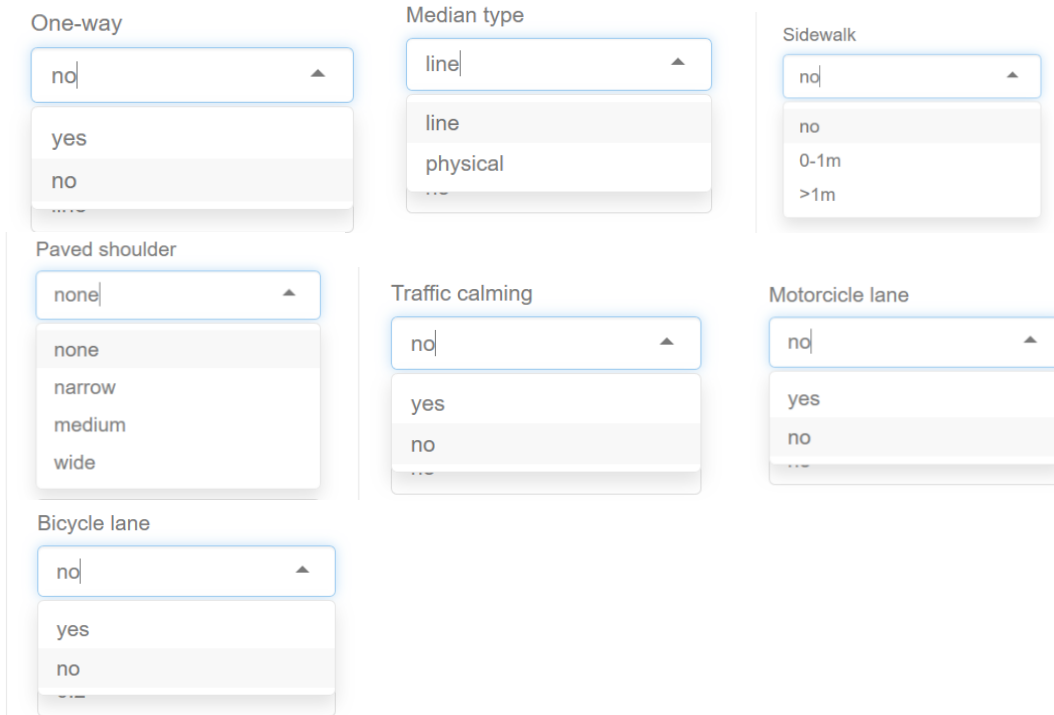 One-way
no
yes
no
Median type
line
line
physical
Sidewalk
no
no
0-1m
>1m
Paved shoulder
none
none
narrow
medium
wide
Traffic calming
no
yes
no
Motorcicle lane
no
yes
no
Bicycle lane
no
yes
no